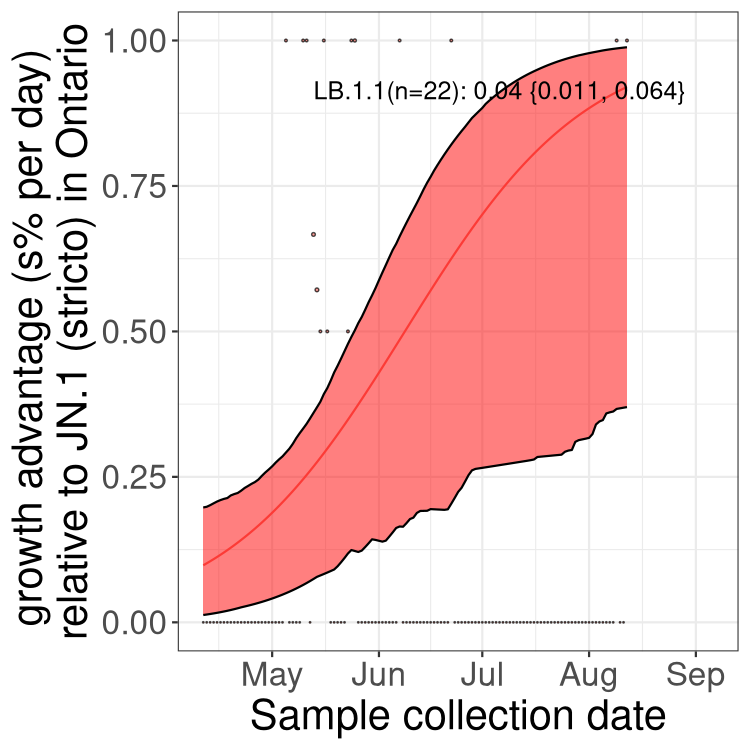 growth advantage (s% per day)
relative to JN.1 (stricto) in Ontario
1.00
0.75
0.50
0.25
0.00
LB.1.1(n=22): 0.04 {0.011, 0.064}
May Jun Jul Aug Sep
Sample collection date